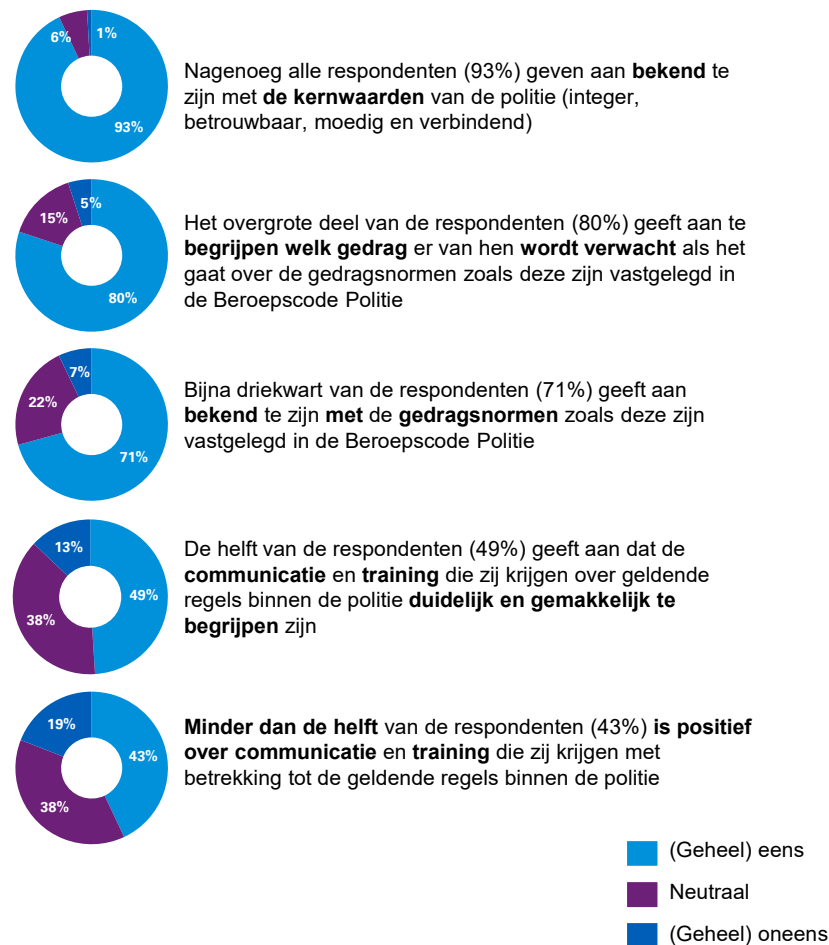 6%
1%
93%
Nagenoeg alle respondenten (93%) geven aan bekend te
zijn met de kernwaarden van de politie (integer,
betrouwbaar, moedig en verbindend)
5%
15%
80%
Het overgrote deel van de respondenten (80%) geeft aan te
begrijpen welk gedrag er van hen wordt verwacht als het
gaat over de gedragsnormen zoals deze zijn vastgelegd in
de Beroepscode Politie
7%
22%
71%
Bijna driekwart van de respondenten (71%) geeft aan
bekend te zijn met de gedragsnormen zoals deze zijn
vastgelegd in de Beroepscode Politie
13%
49%
38%
De helft van de respondenten (49%) geeft aan dat de
communicatie en training die zij krijgen over geldende
regels binnen de politie duidelijk en gemakkelijk te
begrijpen zijn
19%
43%
38%
Minder dan de helft van de respondenten (43%) is positief
over communicatie en training die zij krijgen met
betrekking tot de geldende regels binnen de politie
(Geheel) eens
Neutraal
(Geheel) oneens